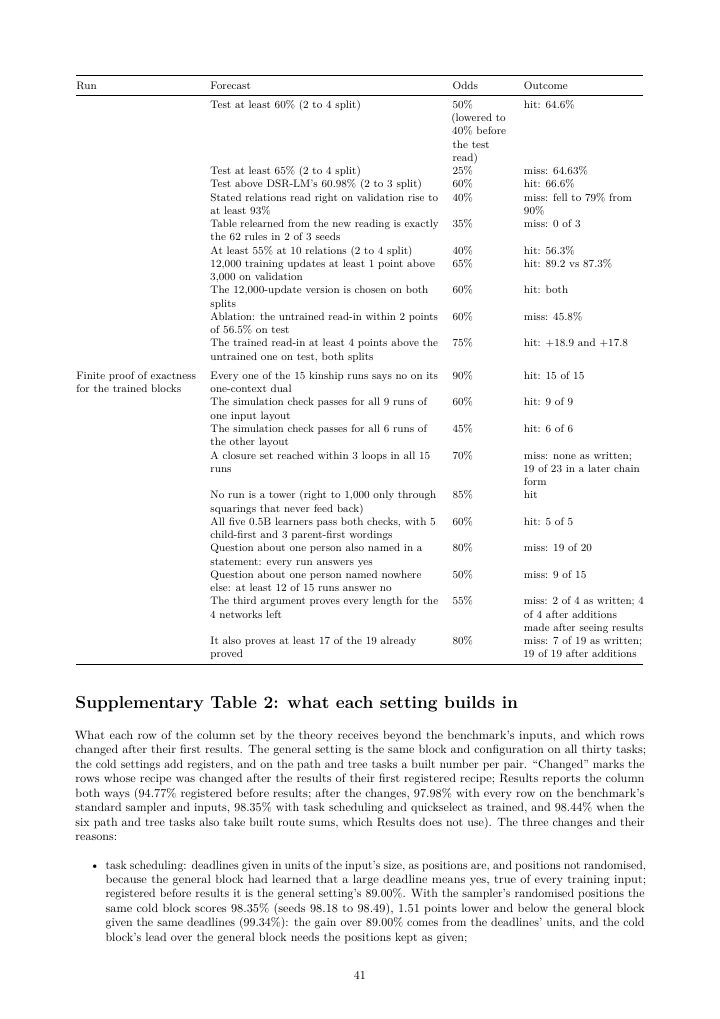 Run Forecast Odds Outcome
Test at least 60% (2 to 4 split) 50% hit: 64.6%
(lowered to
40% before
the test
read)
Test at least 65% (2 to 4 split) 25% miss: 64.63%
Test above DSR-LM's 60.98% (2 to 3 split) 60% hit: 66.6%
Stated relations read right on validation rise to 40% miss: fell to 79% from
at least 93% 90%
Table relearned from the new reading is exactly 35% miss: 0 of 3
the 62 rules in 2 of 3 seeds
At least 55% at 10 relations (2 to 4 split) 40% hit: 56.3%
12,000 training updates at least 1 point above 65% hit: 89.2 vs 87.3%
3,000 on validation
The 12,000-update version is chosen on both 60% hit: both
splits
Ablation: the untrained read-in within 2 points 60% miss: 45.8%
of 56.5% on test
The trained read-in at least 4 points above the 75% hit: +18.9 and +17.8
untrained one on test, both splits
Finite proof of exactness Every one of the 15 kinship runs says no on its 90% hit: 15 of 15
for the trained blocks one-context dual
The simulation check passes for all 9 runs of 60% hit: 9 of 9
one input layout
The simulation check passes for all 6 runs of 45% hit: 6 of 6
the other layout
A closure set reached within 3 loops in all 15 70% miss: none as written;
runs 19 of 23 in a later chain
form
No run is a tower (right to 1,000 only through 85% hit
squarings that never feed back)
All five 0.5B learners pass both checks, with 5 60% hit: 5 of 5
child-first and 3 parent-first wordings
Question about one person also named in a 80% miss: 19 of 20
statement: every run answers yes
Question about one person named nowhere 50% miss: 9 of 15
else: at least 12 of 15 runs answer no
The third argument proves every length for the 55% miss: 2 of 4 as written; 4
4 networks left of 4 after additions
made after seeing results
It also proves at least 17 of the 19 already 80% miss: 7 of 19 as written;
proved 19 of 19 after additions
Supplementary Table 2: what each setting builds in
What each row of the column set by the theory receives beyond the benchmark's inputs, and which rows
changed after their first results. The general setting is the same block and configuration on all thirty tasks;
the cold settings add registers, and on the path and tree tasks a built number per pair. “Changed” marks the
rows whose recipe was changed after the results of their first registered recipe; Results reports the column
both ways (94.77% registered before results; after the changes, 97.98% with every row on the benchmark's
standard sampler and inputs, 98.35% with task scheduling and quickselect as trained, and 98.44% when the
six path and tree tasks also take built route sums, which Results does not use). The three changes and their
reasons:
• task scheduling: deadlines given in units of the input's size, as positions are, and positions not randomised,
because the general block had learned that a large deadline means yes, true of every training input;
registered before results it is the general setting's 89.00%. With the sampler's randomised positions the
same cold block scores 98.35% (seeds 98.18 to 98.49), 1.51 points lower and below the general block
given the same deadlines (99.34%): the gain over 89.00% comes from the deadlines' units, and the cold
block's lead over the general block needs the positions kept as given;
41